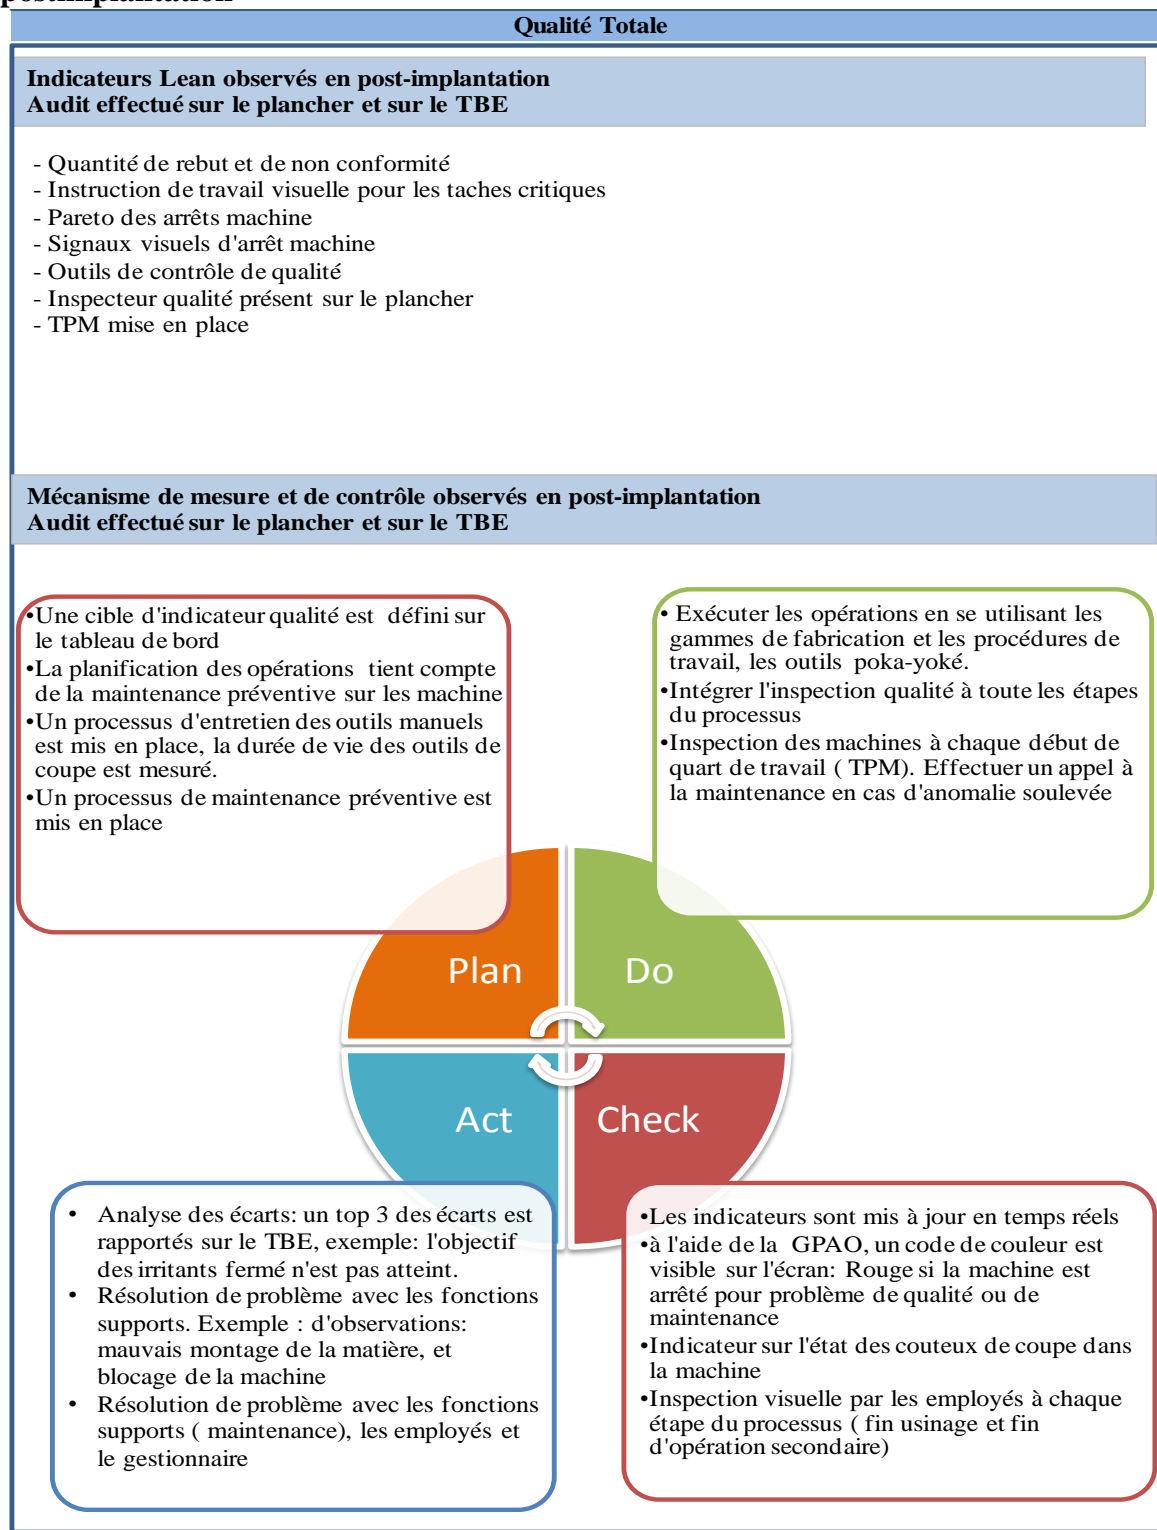 postimplantation
Qualité Totale
Indicateurs Lean observés en post-implantation
Audit effectué sur le plancher et sur le TBE
- Quantité de rebut et de non conformité
- Instruction de travail visuelle pour les taches critiques
- Pareto des arrêts machine
- Signaux visuels d'arrêt machine
- Outils de contrôle de qualité
- Inspecteur qualité présent sur le plancher
- TPM mise en place
Mécanisme de mesure et de contrôle observés en post-implantation
Audit effectué sur le plancher et sur le TBE
•Une cible d'indicateur qualité est défini sur
le tableau de bord
•La planification des opérations tient compte
de la maintenance préventive sur les machine
•Un processus d'entretien des outils manuels
est mis en place, la durée de vie des outils de
coupe est mesuré.
•Un processus de maintenance préventive est
mis en place
• Exécuter les opérations en se utilisant les
gammes de fabrication et les procédures de
travail, les outils poka-yoké.
•Intégrer l'inspection qualité à toute les étapes
du processus
•Inspection des machines à chaque début de
quart de travail ( TPM). Effectuer un appel à
la maintenance en cas d'anomalie soulevée
Plan
Do
Act
Check
• Analyse des écarts: un top 3 des écarts est
rapportés sur le TBE, exemple: l'objectif
des irritants fermé n'est pas atteint.
• Résolution de problème avec les fonctions
supports. Exemple : d'observations:
mauvais montage de la matière, et
blocage de la machine
• Résolution de problème avec les fonctions
supports ( maintenance), les employés et
le gestionnaire
•Les indicateurs sont mis à jour en temps réels
•à l'aide de la GPAO, un code de couleur est
visible sur l'écran: Rouge si la machine est
arrêté pour problème de qualité ou de
maintenance
•Indicateur sur l'état des couteux de coupe dans
la machine
•Inspection visuelle par les employés à chaque
étape du processus ( fin usinage et fin
d'opération secondaire)